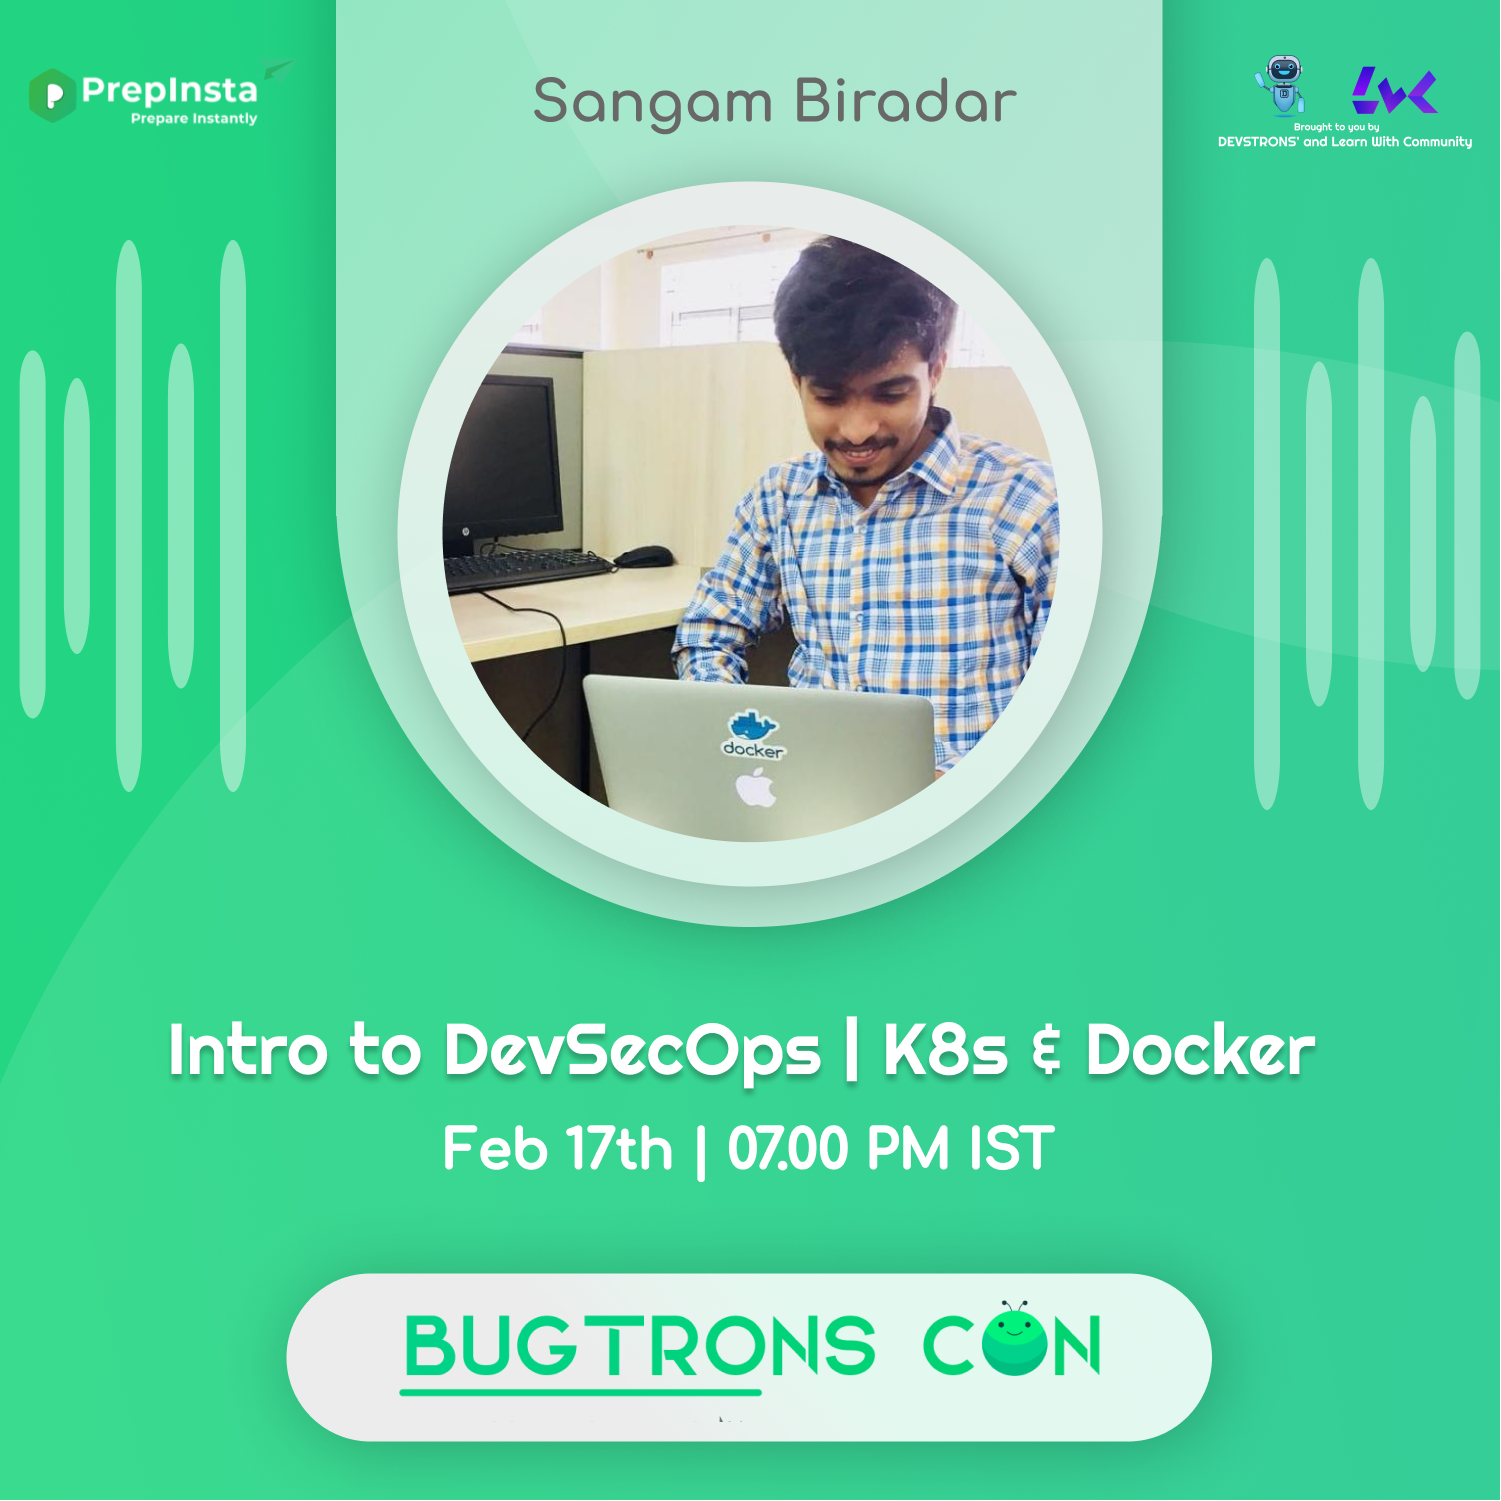 PrepInsta
Prepare Instantly
Sangam Biradar
Brought to you by
DEVSTRONS' and Learn With Community
docker
Intro to DevSecOps | K8s & Docker
Feb 17th | 07.00 PM IST
BUGTRONS CON